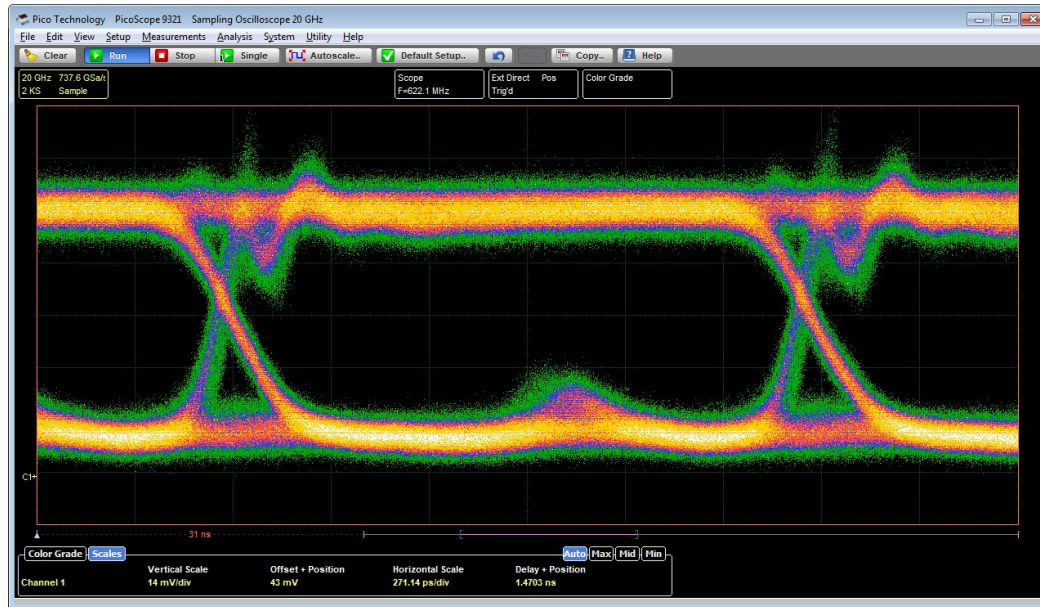 Pico Technology PicoScope 9321 Sampling Oscilloscope 20 GHz
File Edit View Setup Measurements Analysis System Utility Help
Clear Run Stop Single Autoscale.. Default Setup.. Copy.. Help
20 GHz 737.6 GSa/s Scope Ext Direct Pos Color Grade
2 KS Sample F=622.1 MHz Trig'd
C1
31 ns
Color Grade Scales Auto Max Mid Min
Vertical Scale Offset + Position Horizontal Scale Delay + Position
Channel 1 14 mV/div 43 mV 271.14 ps/div 1.4703 ns